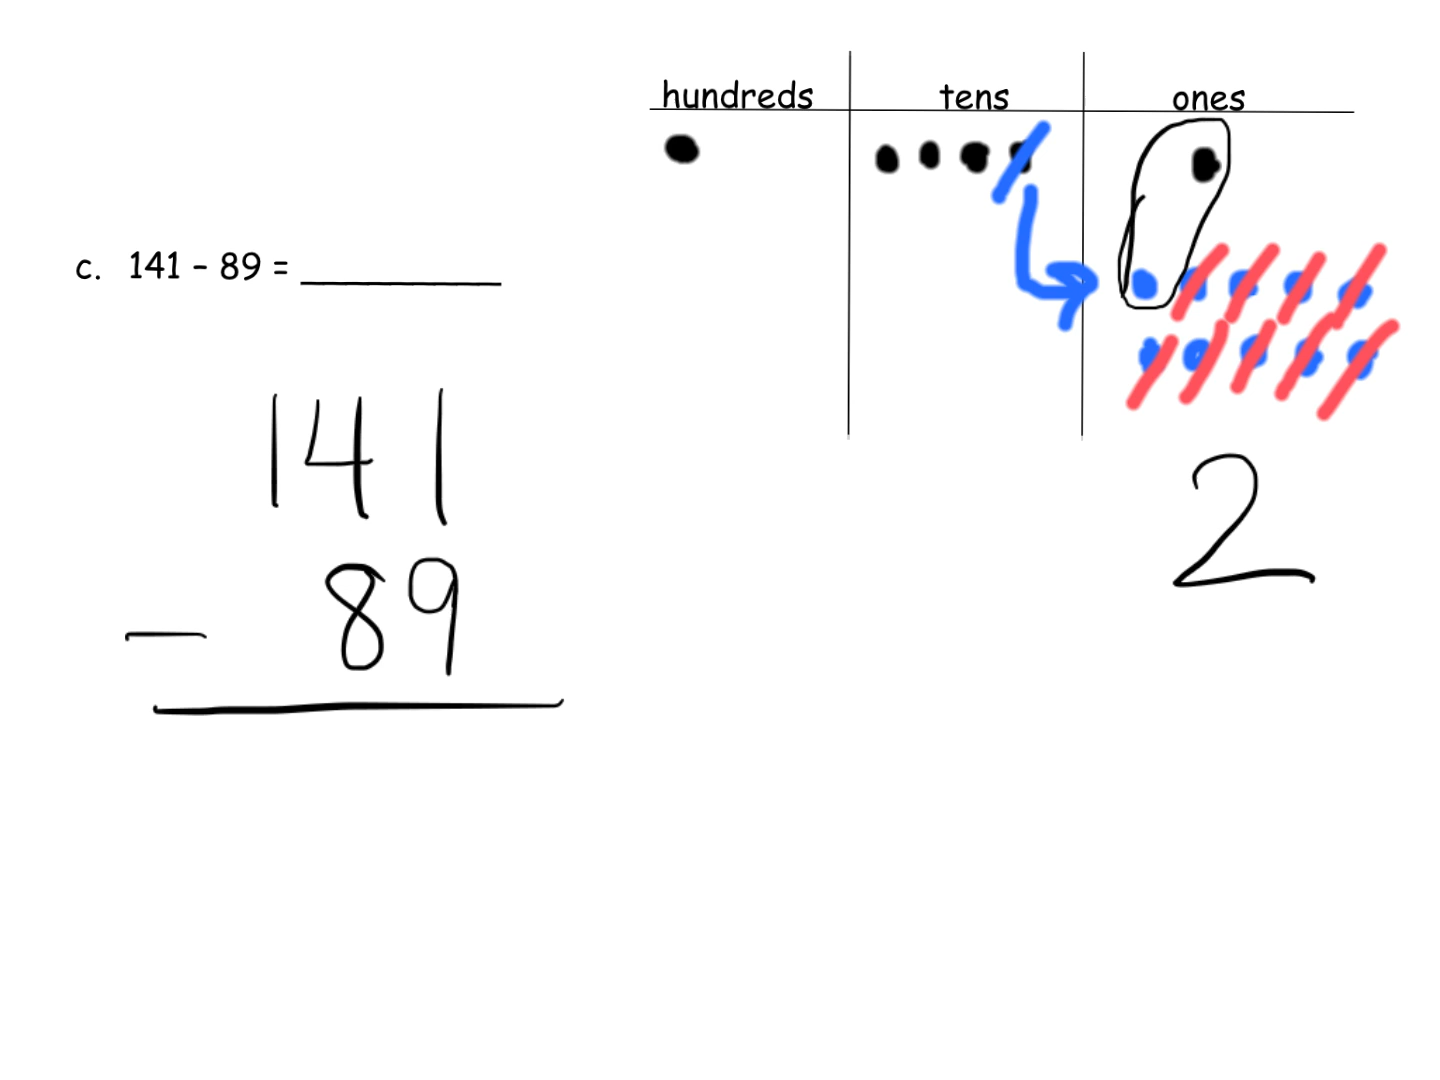 hundreds tens ones
c. 141 - 89 = __________
141
- 89
2